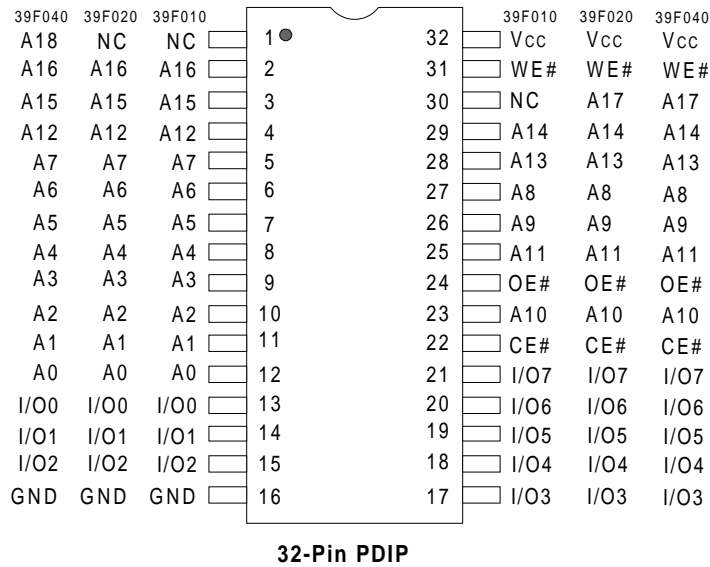 39F040 39F020 39F010 39F010 39F020 39F040
A18 NC NC 1 32 Vcc Vcc Vcc
A16 A16 A16 2 31 WE# WE# WE#
A15 A15 A15 3 30 NC A17 A17
A12 A12 A12 4 29 A14 A14 A14
A7 A7 A7 5 28 A13 A13 A13
A6 A6 A6 6 27 A8 A8 A8
A5 A5 A5 7 26 A9 A9 A9
A4 A4 A4 8 25 A11 A11 A11
A3 A3 A3 9 24 OE# OE# OE#
A2 A2 A2 10 23 A10 A10 A10
A1 A1 A1 11 22 CE# CE# CE#
A0 A0 A0 12 21 I/O7 I/O7 I/O7
I/O0 I/O0 I/O0 13 20 I/O6 I/O6 I/O6
I/O1 I/O1 I/O1 14 19 I/O5 I/O5 I/O5
I/O2 I/O2 I/O2 15 18 I/O4 I/O4 I/O4
GND GND GND 16 17 I/O3 I/O3 I/O3
32-Pin PDIP